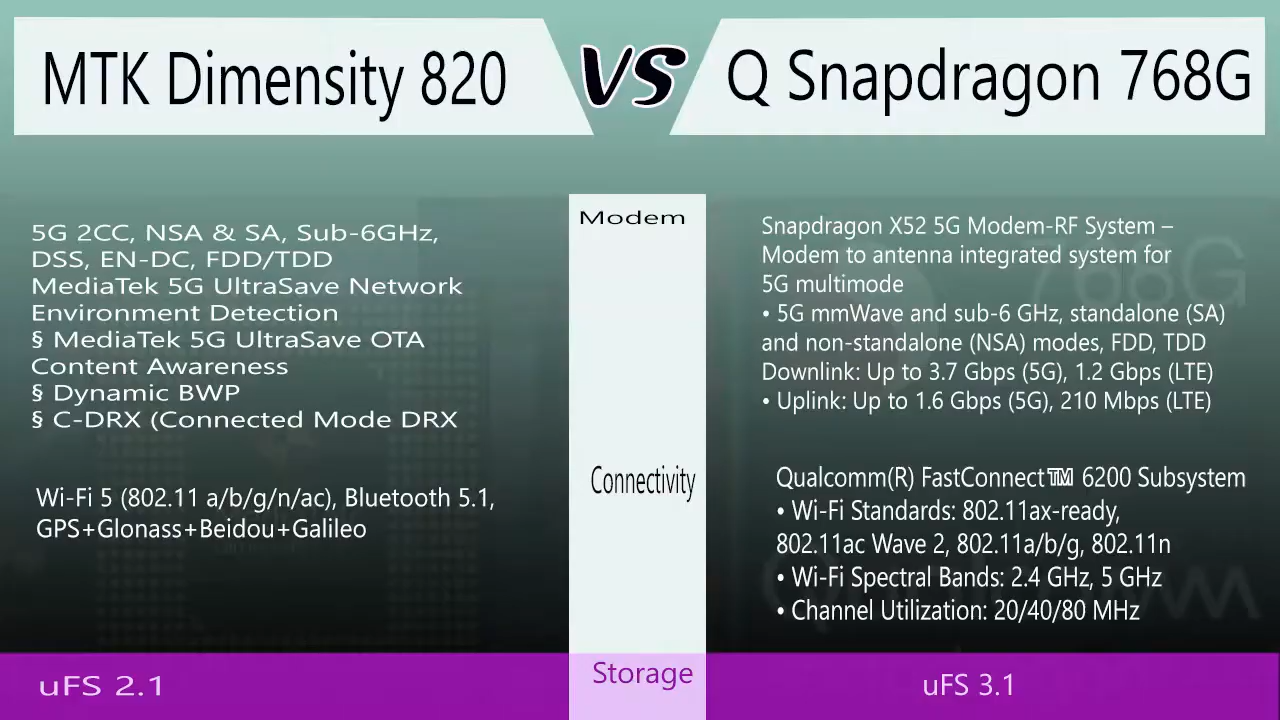 MTK Dimensity 820
VS
Q Snapdragon 768G
Modem
5G 2CC, NSA & SA, Sub-6GHz,
DSS, EN-DC, FDD/TDD
MediaTek 5G UltraSave Network
Environment Detection
§ MediaTek 5G UltraSave OTA
Content Awareness
§ Dynamic BWP
§ C-DRX (Connected Mode DRX
Snapdragon X52 5G Modem-RF System –
Modem to antenna integrated system for
5G multimode
• 5G mmWave and sub-6 GHz, standalone (SA)
and non-standalone (NSA) modes, FDD, TDD
Downlink: Up to 3.7 Gbps (5G), 1.2 Gbps (LTE)
• Uplink: Up to 1.6 Gbps (5G), 210 Mbps (LTE)
768G
Connectivity
Wi-Fi 5 (802.11 a/b/g/n/ac), Bluetooth 5.1,
GPS+Glonass+Beidou+Galileo
Qualcomm(R) FastConnect™ 6200 Subsystem
• Wi-Fi Standards: 802.11ax-ready,
802.11ac Wave 2, 802.11a/b/g, 802.11n
• Wi-Fi Spectral Bands: 2.4 GHz, 5 GHz
• Channel Utilization: 20/40/80 MHz
Storage
uFS 2.1
uFS 3.1